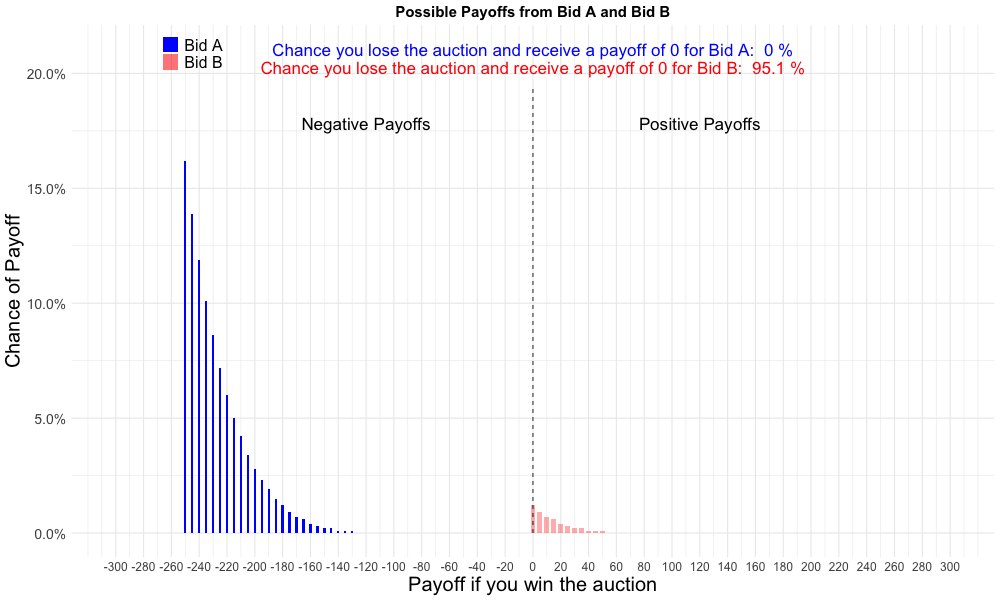 Possible Payoffs from Bid A and Bid B
Bid A
Bid B
Chance you lose the auction and receive a payoff of 0 for Bid A:  0 %
Chance you lose the auction and receive a payoff of 0 for Bid B:  95.1 %
Negative Payoffs
Positive Payoffs
Chance of Payoff
20.0%
15.0%
10.0%
5.0%
0.0%
-300 -280 -260 -240 -220 -200 -180 -160 -140 -120 -100 -80 -60 -40 -20 0 20 40 60 80 100 120 140 160 180 200 220 240 260 280 300
Payoff if you win the auction